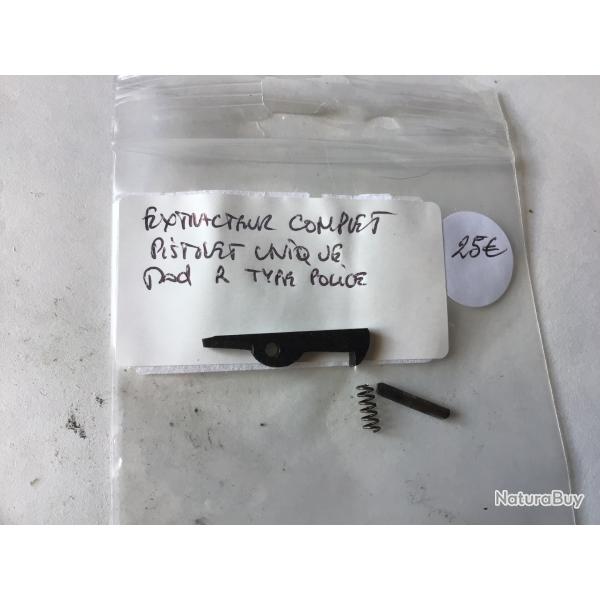 EXTRACTEUR COMPLET
PISTOLET UNIQUE
Mod R TYPE POLICE
25€
NaturaBuy